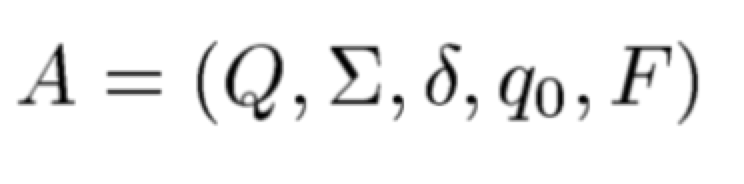 A = (Q, Σ, δ, q₀, F)